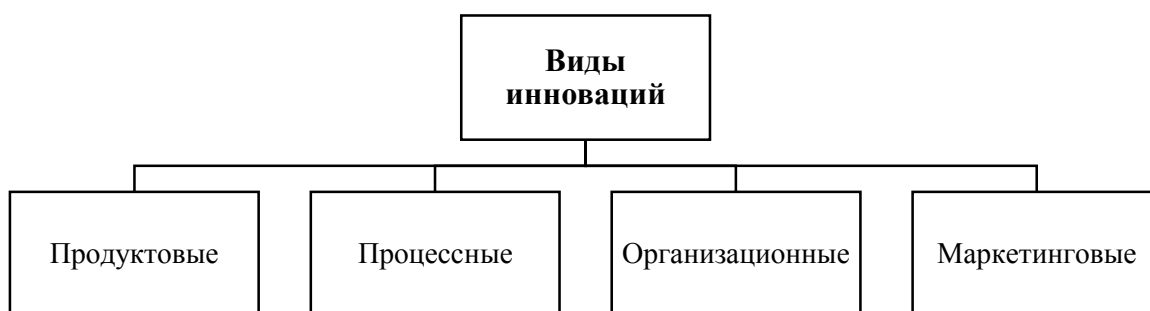 Виды
инноваций
Продуктовые
Процессные
Организационные
Маркетинговые